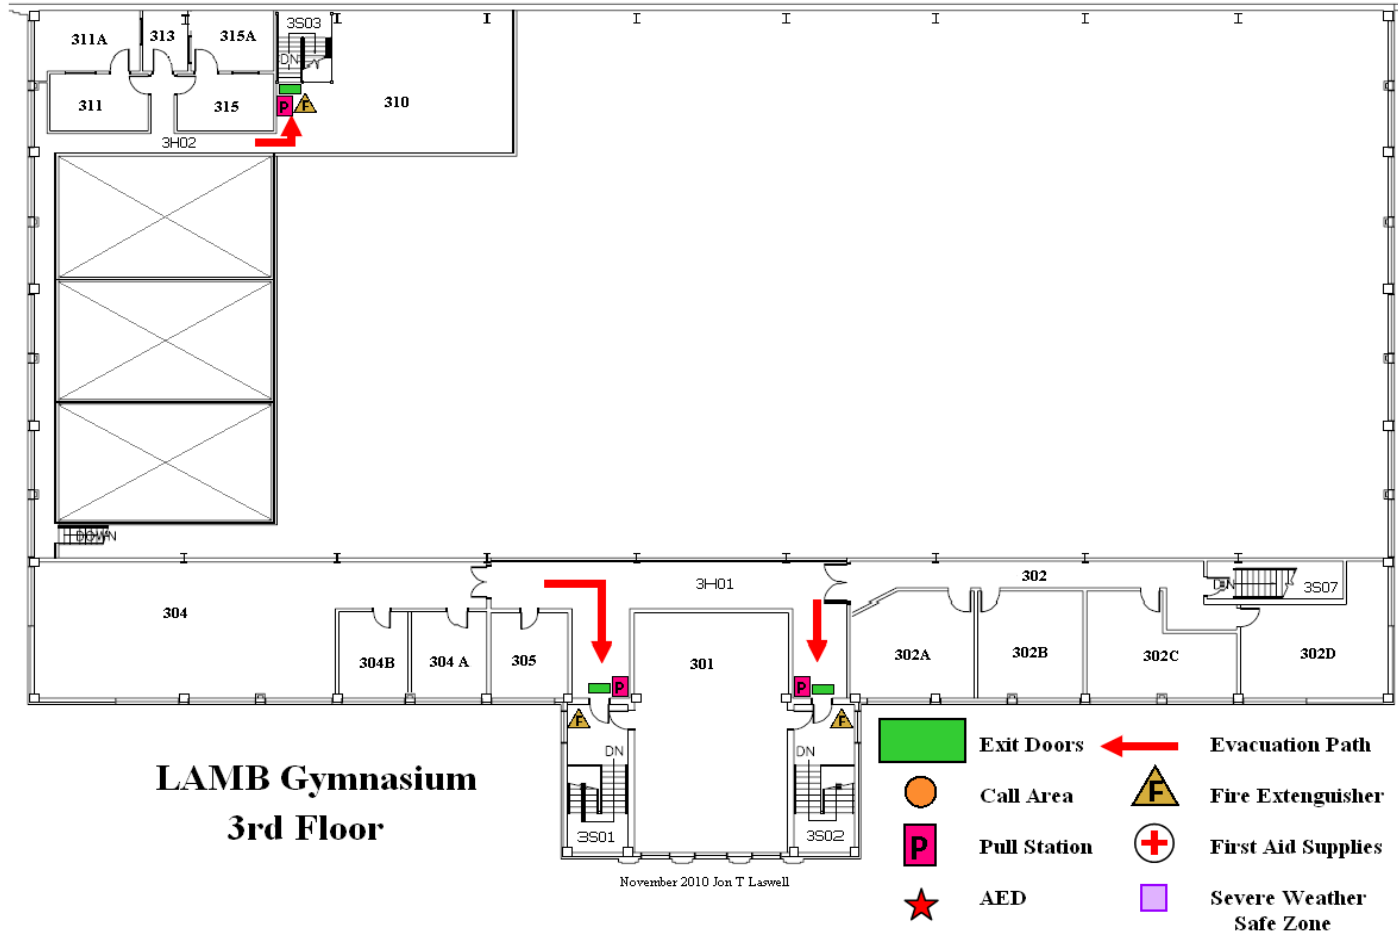 311A
313
315A
3S03
DN
311
315
P
F
310
3H02
DOWN
304
3H01
302
DN
3S07
304B
304 A
305
301
302A
302B
302C
302D
P
P
F
F
DN
DN
3S01
3S02
LAMB Gymnasium
3rd Floor
November 2010 Jon T Laswell
Exit Doors
Evacuation Path
Call Area
F
Fire Extenguisher
P
Pull Station
First Aid Supplies
AED
Severe Weather
Safe Zone